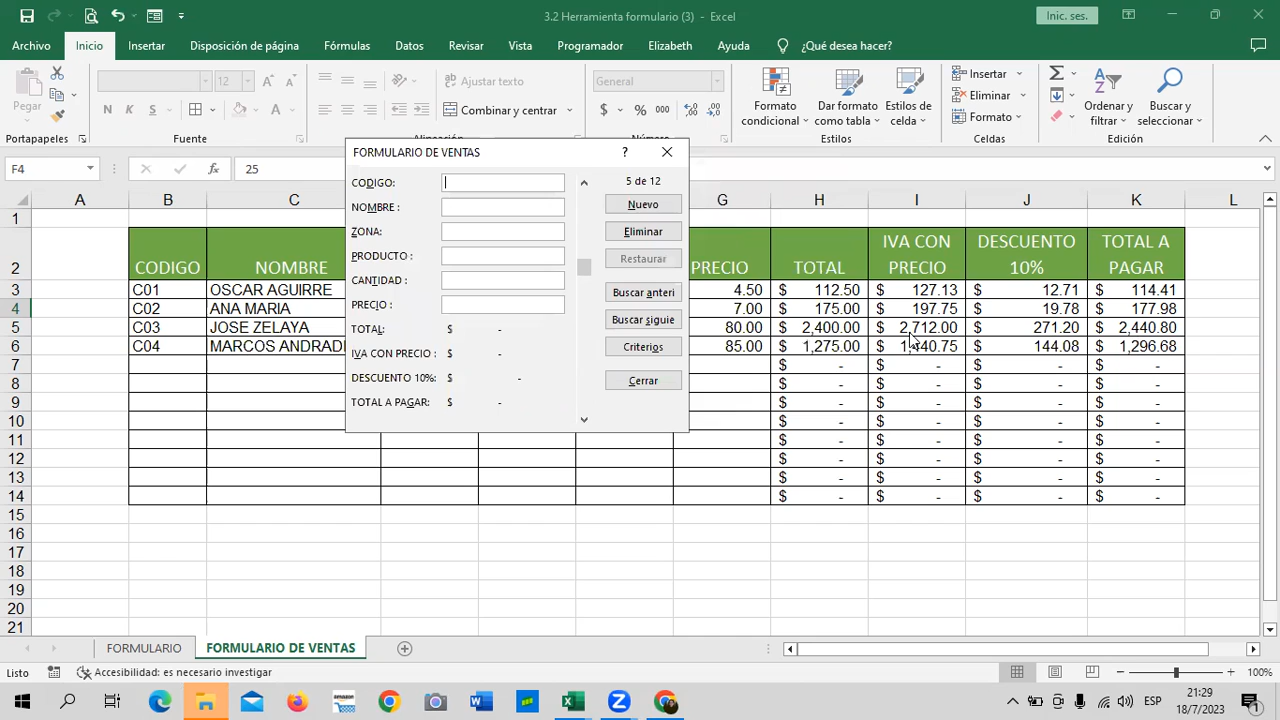 3.2 Herramienta formulario (3) - Excel
Inic. ses.
Archivo Inicio Insertar Disposición de página Fórmulas Datos Revisar Vista Programador Elizabeth Ayuda ¿Qué desea hacer?
Pegar
12
N K S
Ajustar texto
Combinar y centrar
General
$ % 000
Formato condicional
Dar formato como tabla
Estilos de celda
Insertar
Eliminar
Formato
Ordenar y filtrar
Buscar y seleccionar
Portapapeles Fuente Alineación Número Estilos Celdas Edición
F4 fx 25
FORMULARIO DE VENTAS ?
CODIGO:
NOMBRE :
ZONA:
PRODUCTO :
CANTIDAD :
PRECIO :
TOTAL: $ -
IVA CON PRECIO : $ -
DESCUENTO 10%: $ -
TOTAL A PAGAR: $ -
5 de 12
Nuevo
Eliminar
Restaurar
Buscar anteri
Buscar siguie
Criterios
Cerrar
A B C G H I J K L
1
2 CODIGO NOMBRE PRECIO TOTAL IVA CON PRECIO DESCUENTO 10% TOTAL A PAGAR
3 C01 OSCAR AGUIRRE 4.50 $ 112.50 $ 127.13 $ 12.71 $ 114.41
4 C02 ANA MARIA 7.00 $ 175.00 $ 197.75 $ 19.78 $ 177.98
5 C03 JOSE ZELAYA 80.00 $ 2,400.00 $ 2,712.00 $ 271.20 $ 2,440.80
6 C04 MARCOS ANDRAD 85.00 $ 1,275.00 $ 1,440.75 $ 144.08 $ 1,296.68
7 $ - $ - $ - $ -
8 $ - $ - $ - $ -
9 $ - $ - $ - $ -
10 $ - $ - $ - $ -
11 $ - $ - $ - $ -
12 $ - $ - $ - $ -
13 $ - $ - $ - $ -
14 $ - $ - $ - $ -
15
16
17
18
19
20
21
FORMULARIO FORMULARIO DE VENTAS
Listo Accesibilidad: es necesario investigar 100%
amazon
ESP
21:29
18/7/2023